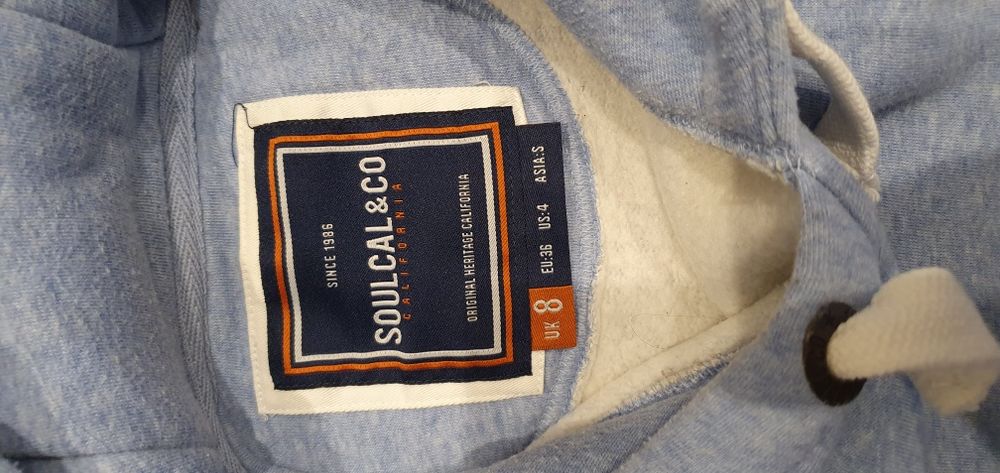 SINCE 1986
SOULCAL&CO
CALIFORNIA
ORIGINAL HERITAGE CALIFORNIA
UK 8 EU:36 US:4 ASIA:S